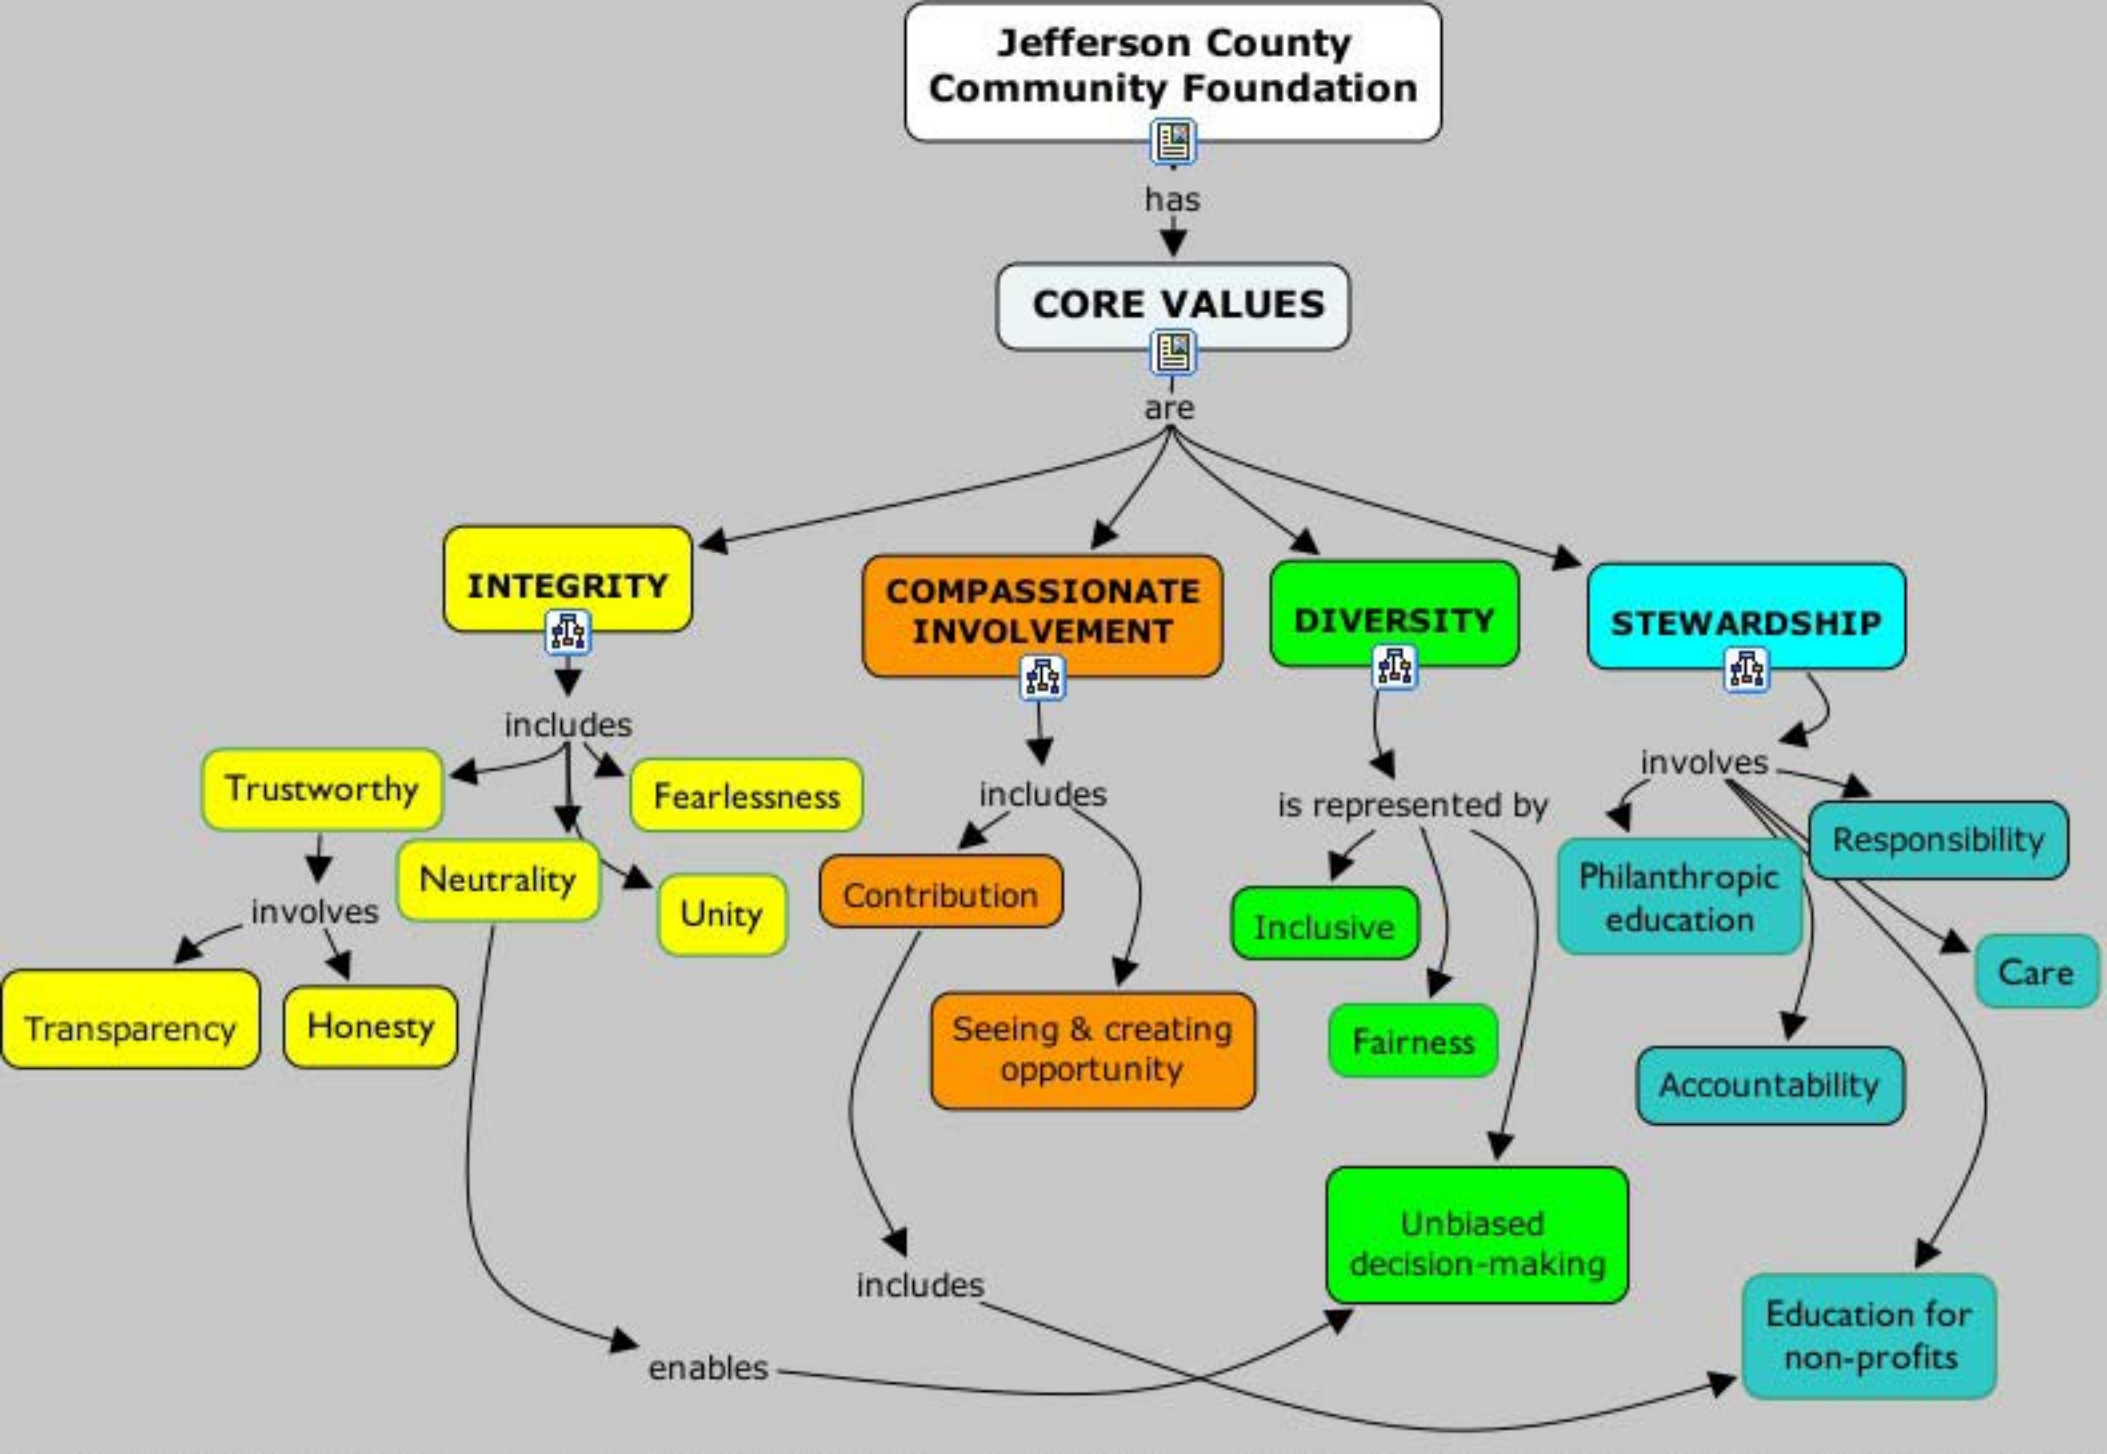 Jefferson County
Community Foundation
has
CORE VALUES
are
INTEGRITY
COMPASSIONATE
INVOLVEMENT
DIVERSITY
STEWARDSHIP
includes
Trustworthy
Fearlessness
Neutrality
Unity
involves
Transparency
Honesty
enables
includes
Contribution
Seeing & creating
opportunity
includes
is represented by
Inclusive
Fairness
Unbiased
decision-making
involves
Responsibility
Philanthropic
education
Care
Accountability
Education for
non-profits